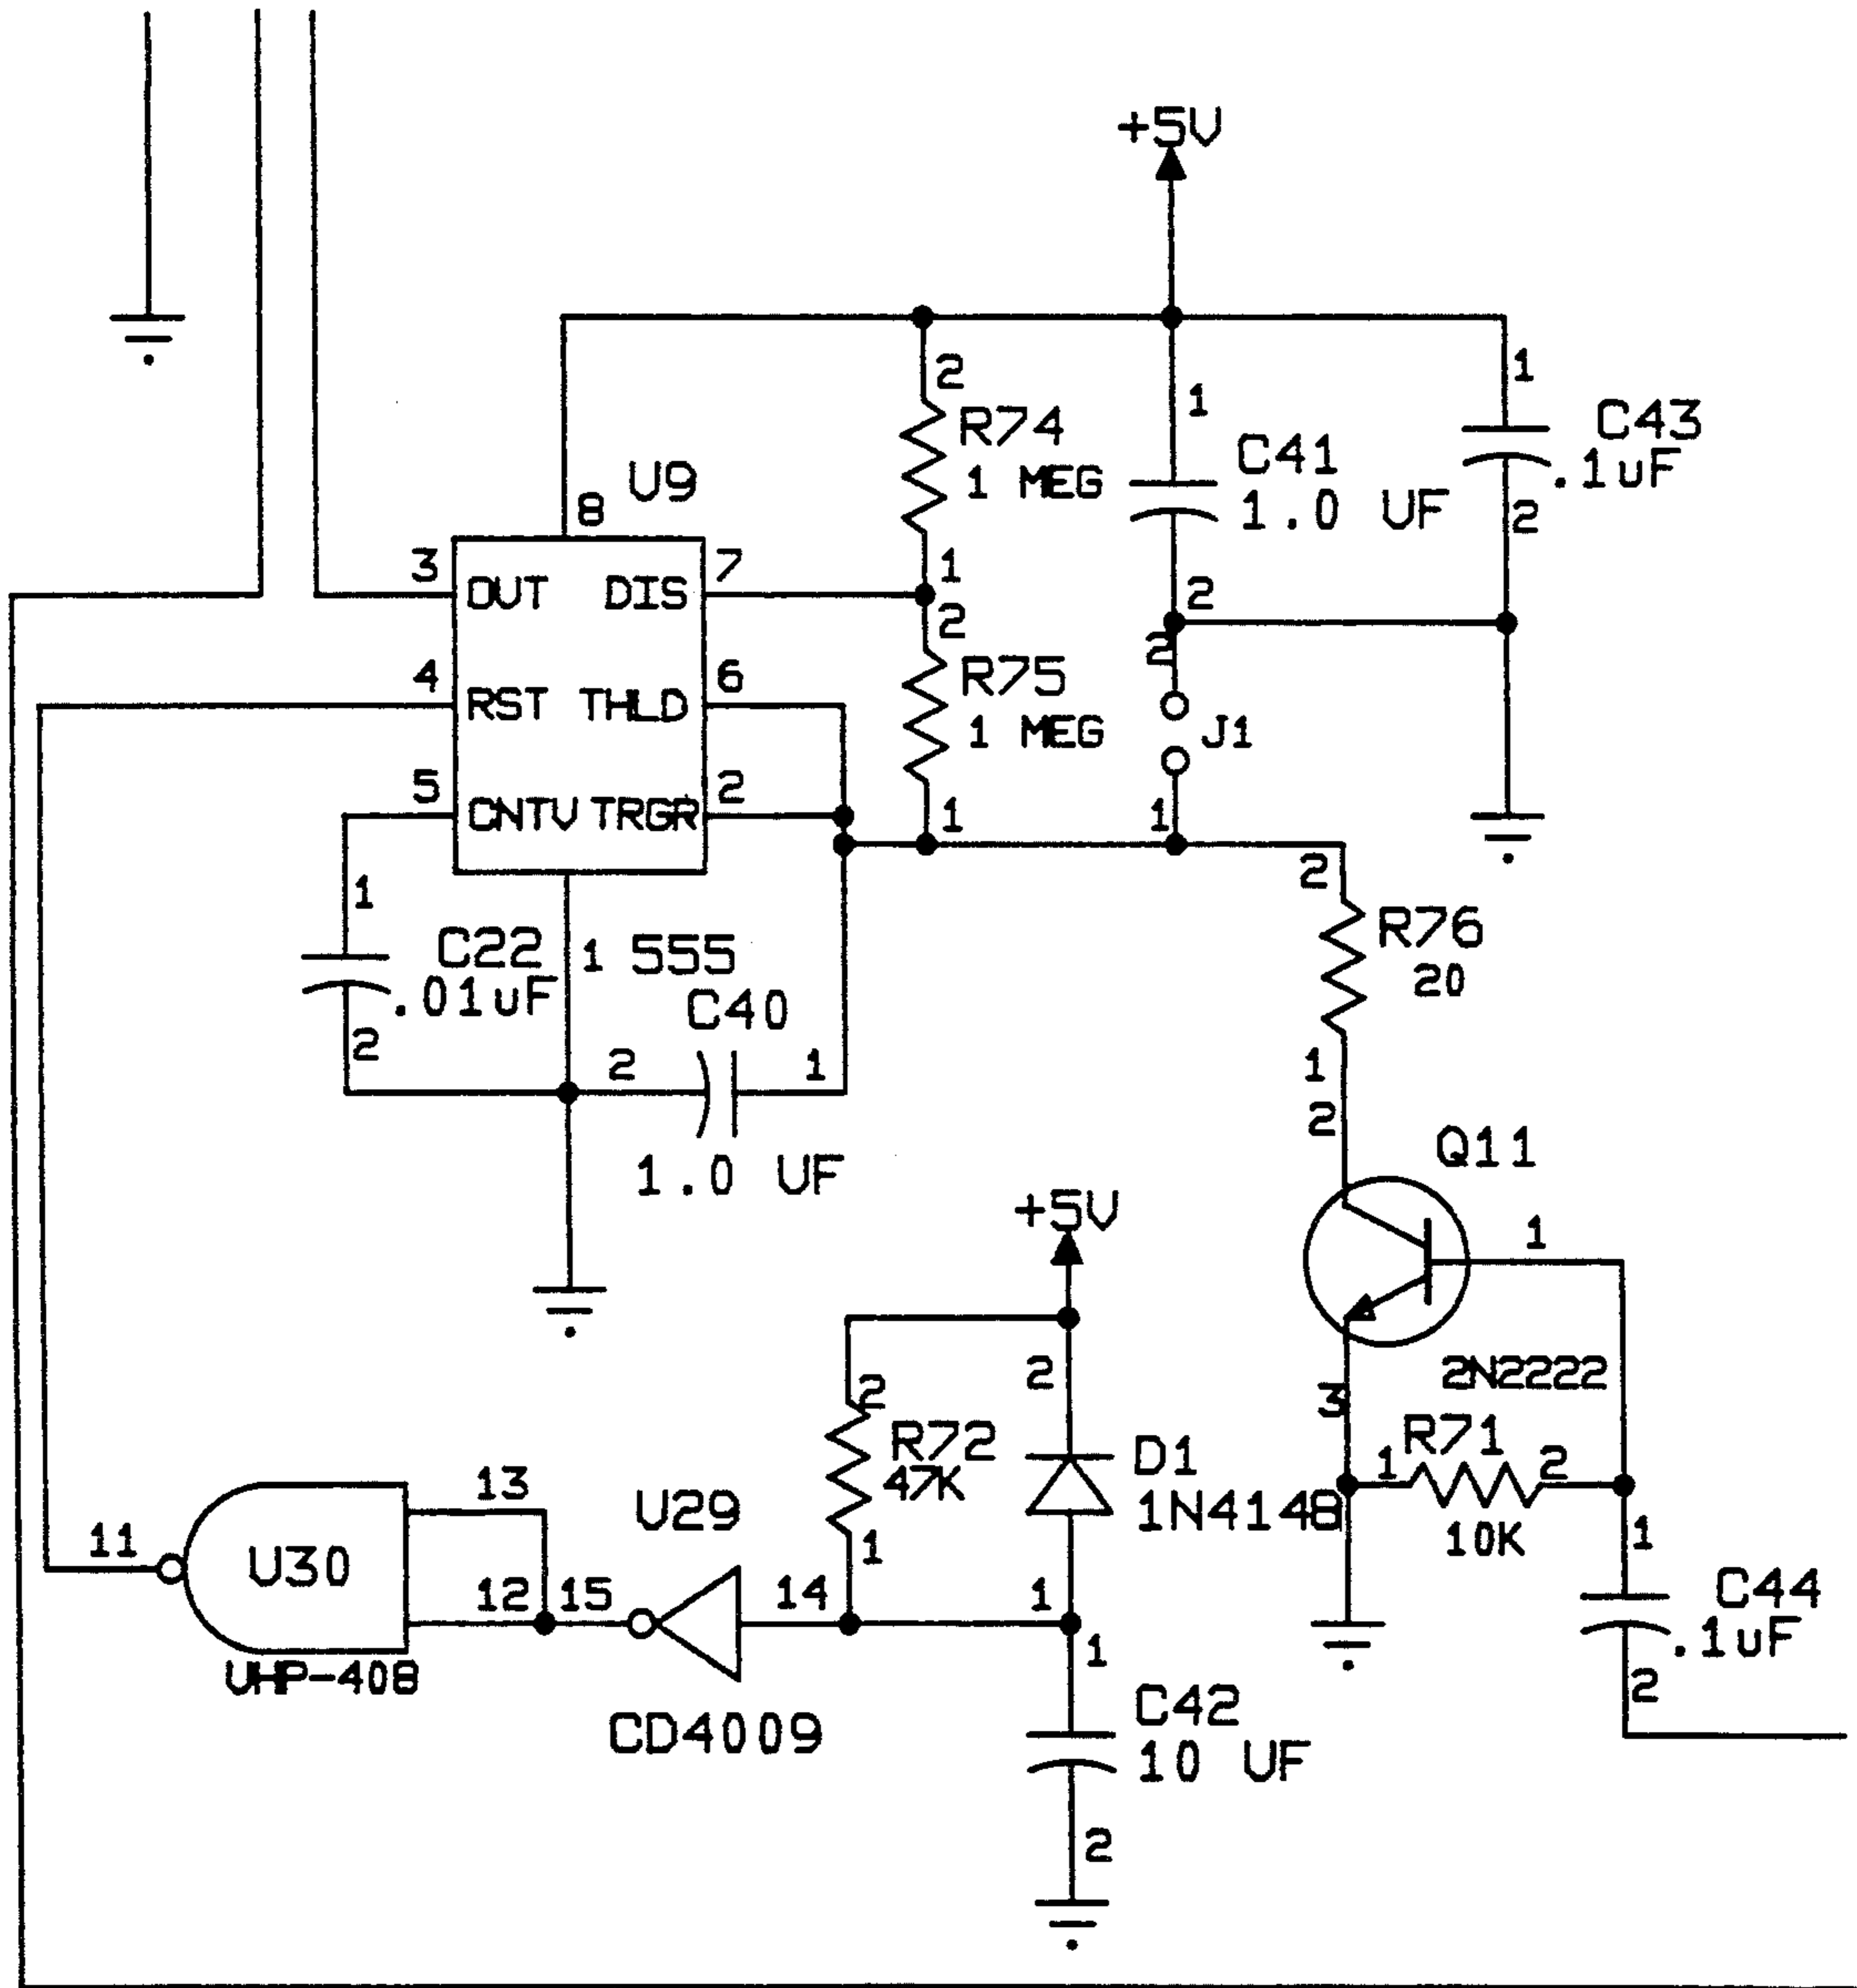 +5V
2
1
1
R74
1 MEG
C41
1.0 UF
C43
.1uF
2
U9
8
3
OUT
DIS
7
1
2
2
2
R75
1 MEG
J1
4
RST
THLD
6
5
CNTV
TRGR
2
1
1
2
R76
20
1
C22
.01uF
1
555
C40
2
2
1
1
2
1.0 UF
Q11
1
+5V
2N2222
2
2
3
R72
47K
D1
1N4148
R71
1
2
10K
13
U29
1
1
11
U30
12
15
14
1
C44
.1uF
UHP-408
1
2
CD4009
C42
10 UF
2